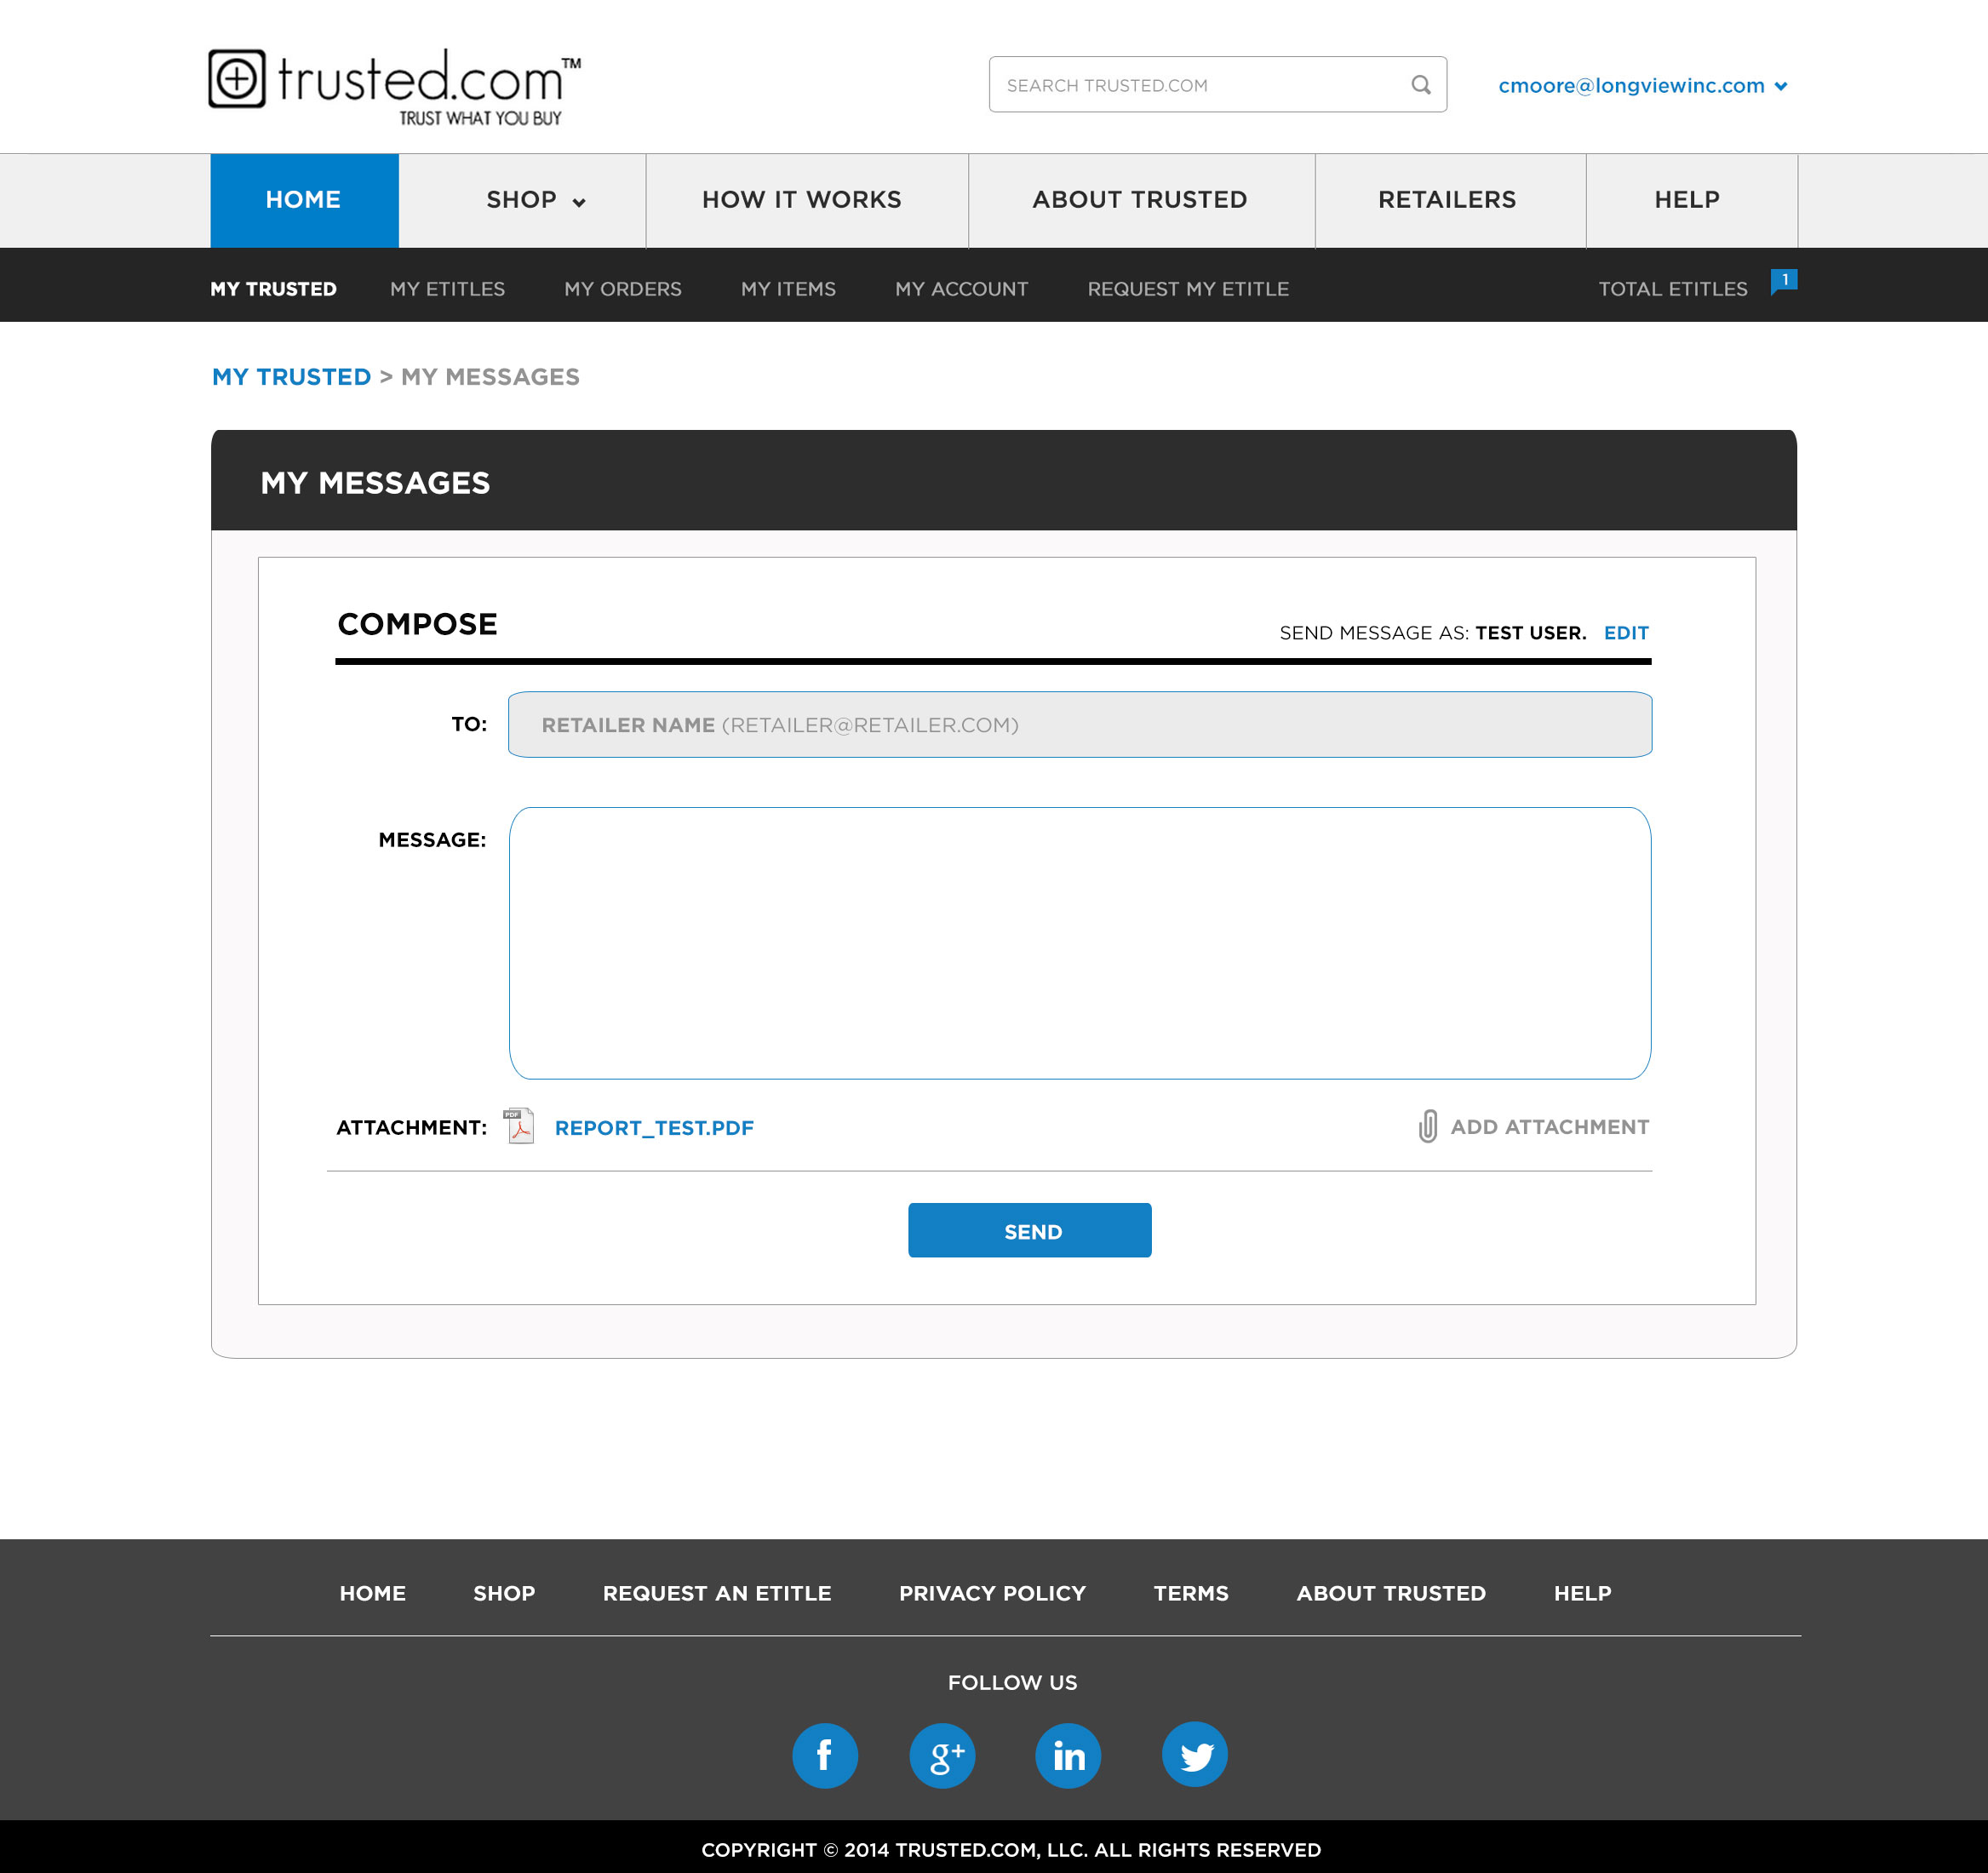 trusted.com™
TRUST WHAT YOU BUY
SEARCH TRUSTED.COM
cmoore@longviewinc.com
HOME SHOP HOW IT WORKS ABOUT TRUSTED RETAILERS HELP
MY TRUSTED MY ETITLES MY ORDERS MY ITEMS MY ACCOUNT REQUEST MY ETITLE TOTAL ETITLES 1
MY TRUSTED > MY MESSAGES
MY MESSAGES
COMPOSE
SEND MESSAGE AS: TEST USER. EDIT
TO: RETAILER NAME (RETAILER@RETAILER.COM)
MESSAGE:
ATTACHMENT: PDF REPORT_TEST.PDF ADD ATTACHMENT
SEND
HOME SHOP REQUEST AN ETITLE PRIVACY POLICY TERMS ABOUT TRUSTED HELP
FOLLOW US
f g+ in
COPYRIGHT © 2014 TRUSTED.COM, LLC. ALL RIGHTS RESERVED